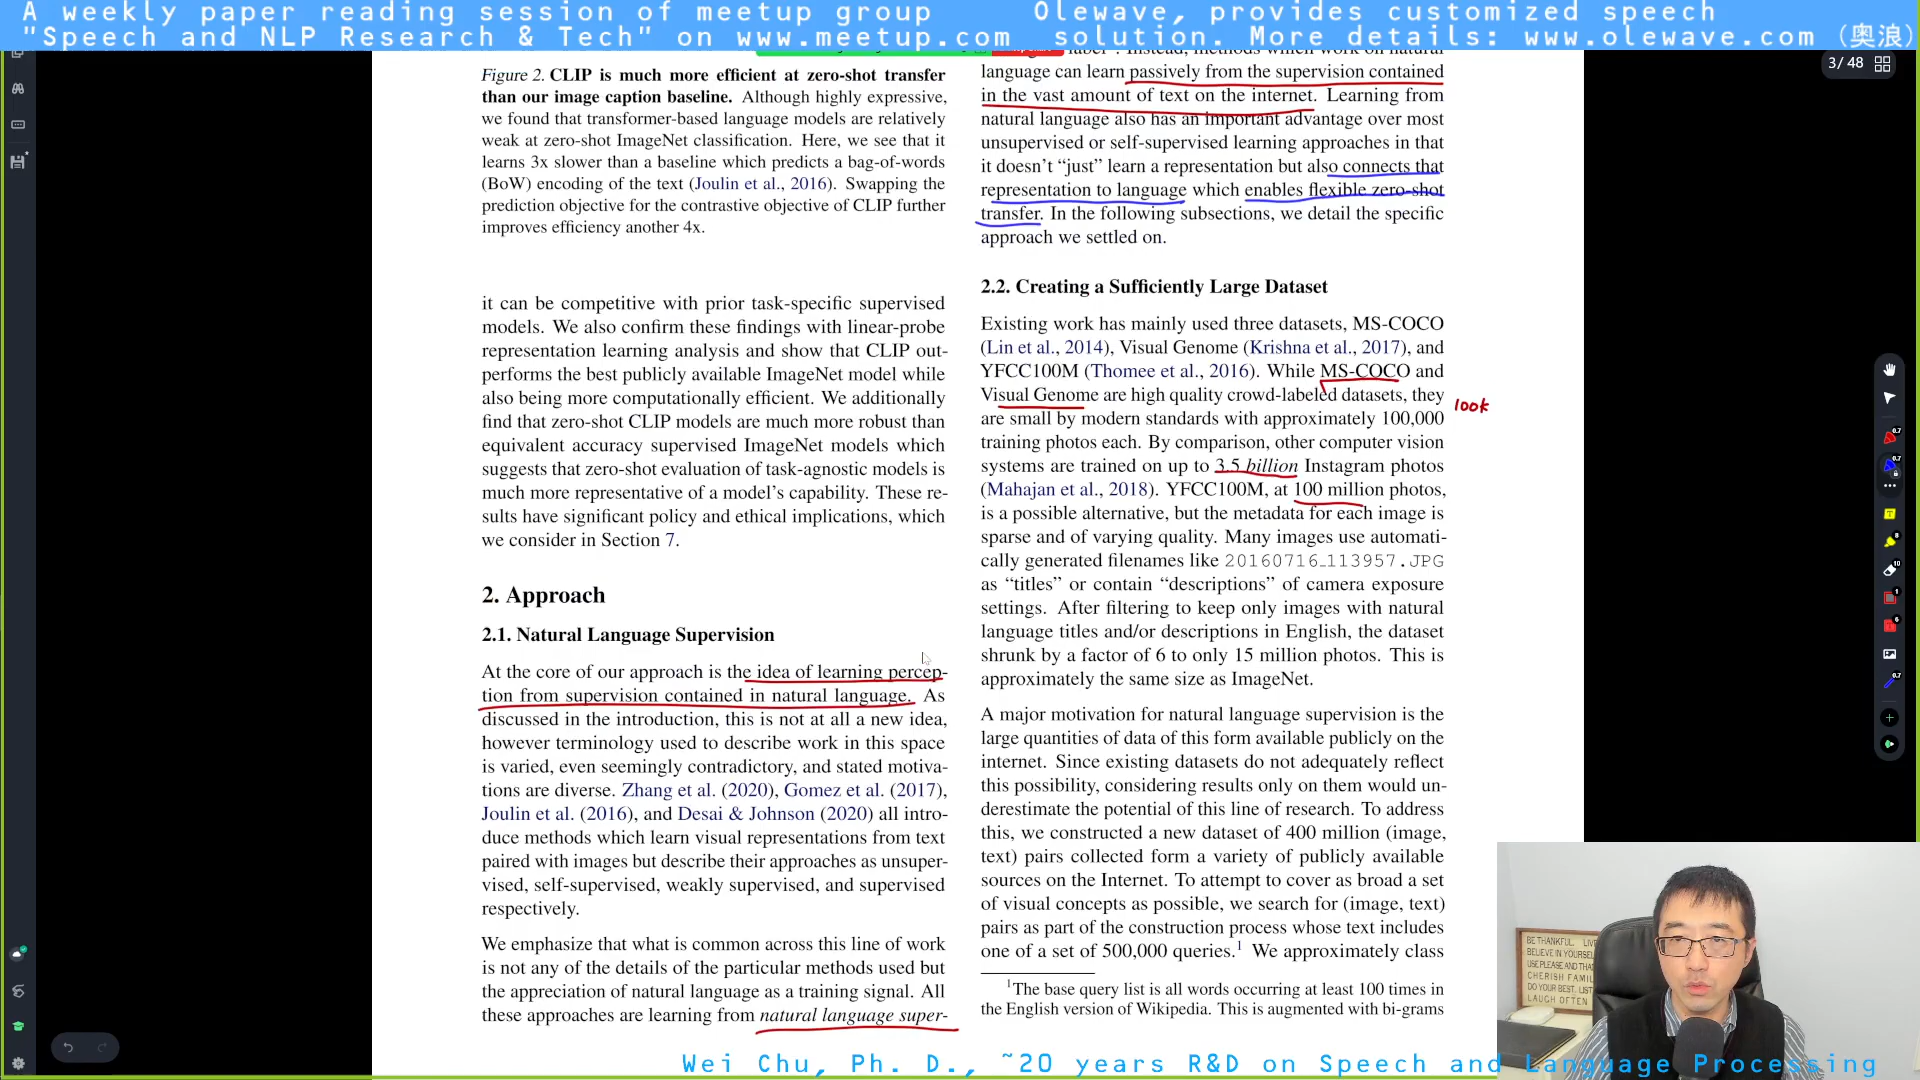 A weekly paper reading session of meetup group
"Speech and NLP Research & Tech" on www.meetup.com
Olewave, provides customized speech
solution. More details: www.olewave.com (奥浪)
3/ 48
Figure 2. CLIP is much more efficient at zero-shot transfer
than our image caption baseline. Although highly expressive,
we found that transformer-based language models are relatively
weak at zero-shot ImageNet classification. Here, we see that it
learns 3x slower than a baseline which predicts a bag-of-words
(BoW) encoding of the text (Joulin et al., 2016). Swapping the
prediction objective for the contrastive objective of CLIP further
improves efficiency another 4x.
it can be competitive with prior task-specific supervised
models. We also confirm these findings with linear-probe
representation learning analysis and show that CLIP out-
performs the best publicly available ImageNet model while
also being more computationally efficient. We additionally
find that zero-shot CLIP models are much more robust than
equivalent accuracy supervised ImageNet models which
suggests that zero-shot evaluation of task-agnostic models is
much more representative of a model's capability. These re-
sults have significant policy and ethical implications, which
we consider in Section 7.
2. Approach
2.1. Natural Language Supervision
At the core of our approach is the idea of learning percep-
tion from supervision contained in natural language. As
discussed in the introduction, this is not at all a new idea,
however terminology used to describe work in this space
is varied, even seemingly contradictory, and stated motiva-
tions are diverse. Zhang et al. (2020), Gomez et al. (2017),
Joulin et al. (2016), and Desai & Johnson (2020) all intro-
duce methods which learn visual representations from text
paired with images but describe their approaches as unsuper-
vised, self-supervised, weakly supervised, and supervised
respectively.
We emphasize that what is common across this line of work
is not any of the details of the particular methods used but
the appreciation of natural language as a training signal. All
these approaches are learning from natural language super-
label". Instead, methods which work on natural
language can learn passively from the supervision contained
in the vast amount of text on the internet. Learning from
natural language also has an important advantage over most
unsupervised or self-supervised learning approaches in that
it doesn't “just” learn a representation but also connects that
representation to language which enables flexible zero-shot
transfer. In the following subsections, we detail the specific
approach we settled on.
2.2. Creating a Sufficiently Large Dataset
Existing work has mainly used three datasets, MS-COCO
(Lin et al., 2014), Visual Genome (Krishna et al., 2017), and
YFCC100M (Thomee et al., 2016). While MS-COCO and
Visual Genome are high quality crowd-labeled datasets, they
100k
are small by modern standards with approximately 100,000
training photos each. By comparison, other computer vision
systems are trained on up to 3.5 billion Instagram photos
(Mahajan et al., 2018). YFCC100M, at 100 million photos,
is a possible alternative, but the metadata for each image is
sparse and of varying quality. Many images use automati-
cally generated filenames like 20160716_113957.JPG
as “titles” or contain “descriptions” of camera exposure
settings. After filtering to keep only images with natural
language titles and/or descriptions in English, the dataset
shrunk by a factor of 6 to only 15 million photos. This is
approximately the same size as ImageNet.
A major motivation for natural language supervision is the
large quantities of data of this form available publicly on the
internet. Since existing datasets do not adequately reflect
this possibility, considering results only on them would un-
derestimate the potential of this line of research. To address
this, we constructed a new dataset of 400 million (image,
text) pairs collected form a variety of publicly available
sources on the Internet. To attempt to cover as broad a set
of visual concepts as possible, we search for (image, text)
pairs as part of the construction process whose text includes
one of a set of 500,000 queries.1 We approximately class
1The base query list is all words occurring at least 100 times in
the English version of Wikipedia. This is augmented with bi-grams
BE THANKFUL. LIV
BELIEVE IN YOURSEL
USE PLEASE AND THA
CHERISH FAMIL
DO YOUR BEST. LIST
LAUGH OFTEN
Wei Chu, Ph. D., ~20 years R&D on Speech and Language Processing